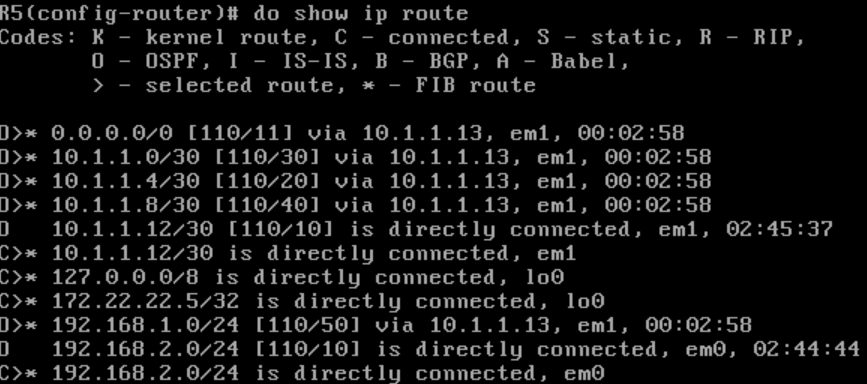 R5(config-router)# do show ip route
Codes: K - kernel route, C - connected, S - static, R - RIP,
O - OSPF, I - IS-IS, B - BGP, A - Babel,
> - selected route, * - FIB route
O>* 0.0.0.0/0 [110/11] via 10.1.1.13, em1, 00:02:58
O>* 10.1.1.0/30 [110/30] via 10.1.1.13, em1, 00:02:58
O>* 10.1.1.4/30 [110/20] via 10.1.1.13, em1, 00:02:58
O>* 10.1.1.8/30 [110/40] via 10.1.1.13, em1, 00:02:58
O   10.1.1.12/30 [110/10] is directly connected, em1, 02:45:37
C>* 10.1.1.12/30 is directly connected, em1
C>* 127.0.0.0/8 is directly connected, lo0
C>* 172.22.22.5/32 is directly connected, lo0
O>* 192.168.1.0/24 [110/50] via 10.1.1.13, em1, 00:02:58
O   192.168.2.0/24 [110/10] is directly connected, em0, 02:44:44
C>* 192.168.2.0/24 is directly connected, em0